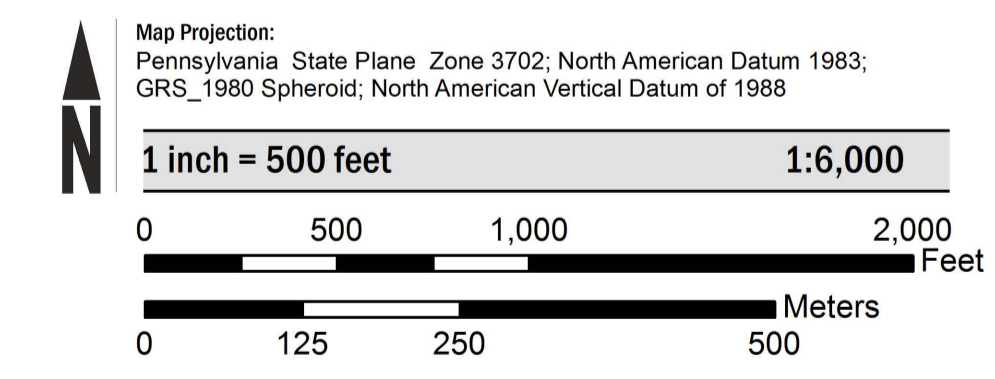 Map Projection:
Pennsylvania State Plane Zone 3702; North American Datum 1983;
GRS_1980 Spheroid; North American Vertical Datum of 1988
N
1 inch = 500 feet 1:6,000
0 500 1,000 2,000
Feet
Meters
0 125 250 500